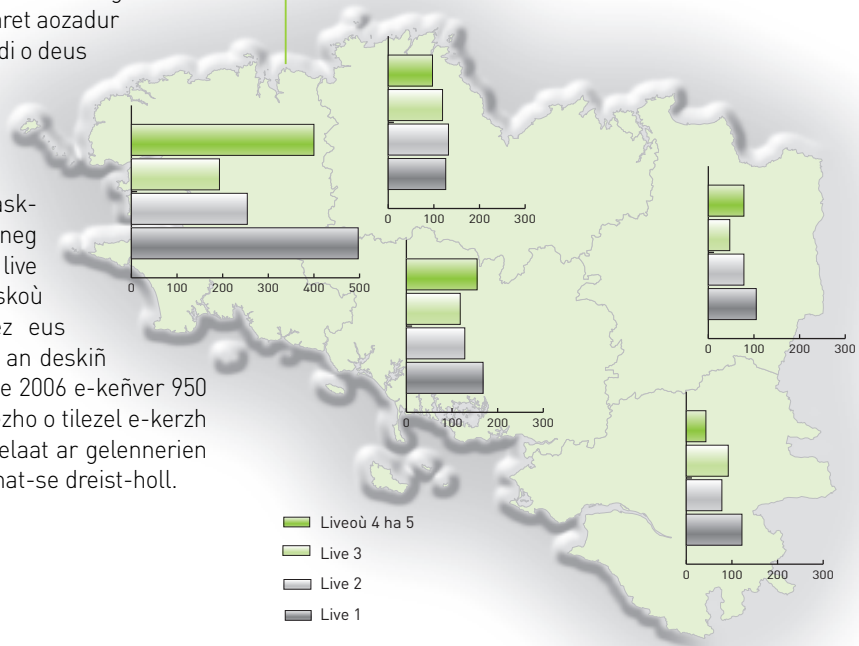 aret aozadur
di o deus
neg
live
skoù
ez eus
an deskiñ
e 2006 e-keñver 950
ezho o tilezel e-kerzh
elaat ar gelennerien
nat-se dreist-holl.
0 100 200 300
0 100 200 300 400 500
0 100 200 300
0 100 200 300
0 100 200 300
Liveoù 4 ha 5
Live 3
Live 2
Live 1